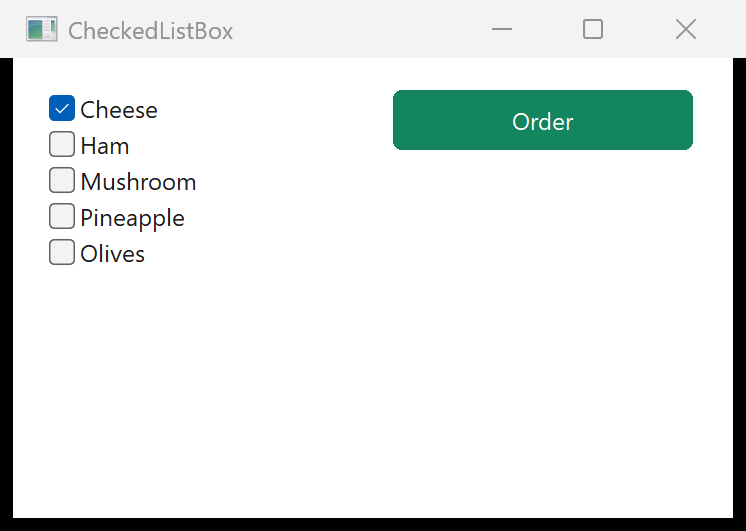 CheckedListBox
Cheese
Order
Ham
Mushroom
Pineapple
Olives